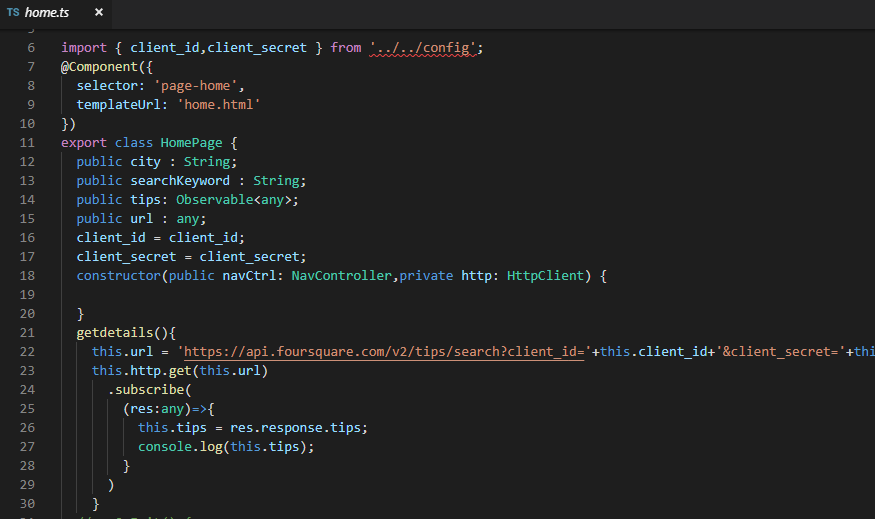 TS home.ts ×
6 import { client_id,client_secret } from '../../config';
7 @Component({
8   selector: 'page-home',
9   templateUrl: 'home.html'
10 })
11 export class HomePage {
12   public city : String;
13   public searchKeyword : String;
14   public tips: Observable<any>;
15   public url : any;
16   client_id = client_id;
17   client_secret = client_secret;
18   constructor(public navCtrl: NavController,private http: HttpClient) {
19
20   }
21   getdetails(){
22     this.url = 'https://api.foursquare.com/v2/tips/search?client_id='+this.client_id+'&client_secret='+thi
23     this.http.get(this.url)
24       .subscribe(
25         (res:any)=>{
26           this.tips = res.response.tips;
27           console.log(this.tips);
28         }
29       )
30     }